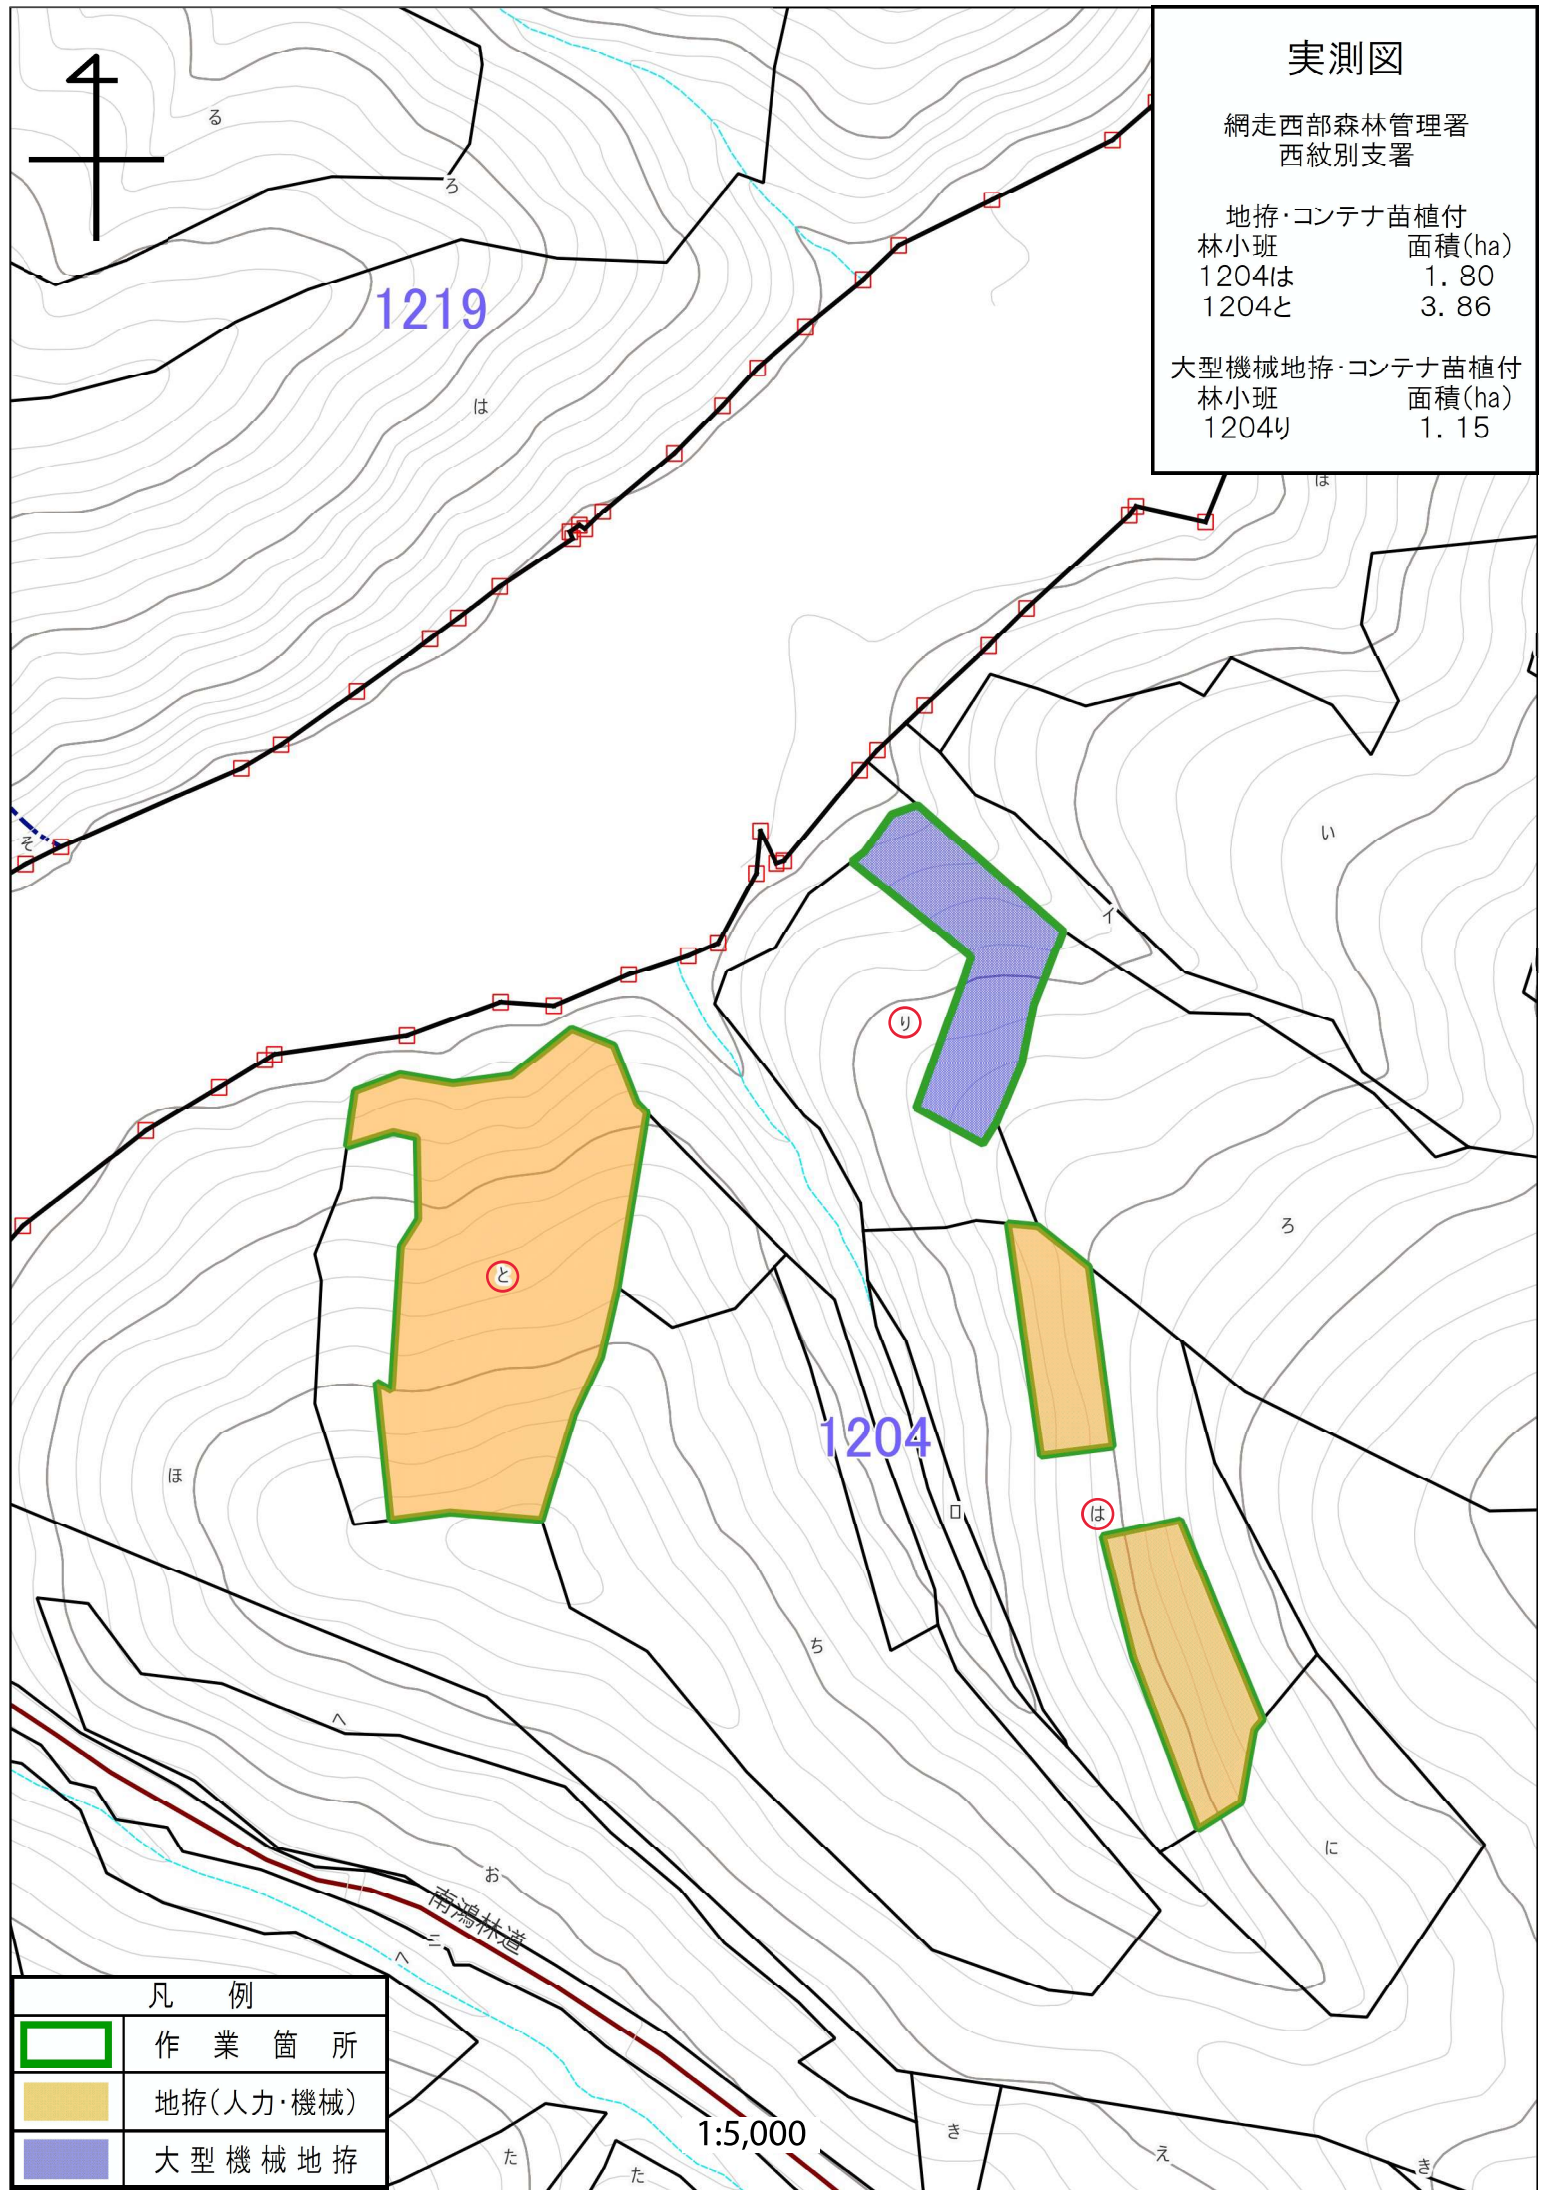 実測図
網走西部森林管理署
西紋別支署
地拵･コンテナ苗植付
林小班 面積(ha)
1204は 1. 80
1204と 3. 86
大型機械地拵･コンテナ苗植付
林小班 面積(ha)
1204り 1. 15
る
ろ
1219
は
ほ
そ
い
イ
り
ろ
と
1204
ほ
ロ
は
ち
へ
に
お
南鴻林道
ニ
へ
凡 例
作 業 箇 所
地拵(人力･機械)
大 型 機 械 地 拵
1:5,000
た
た
き
え
き